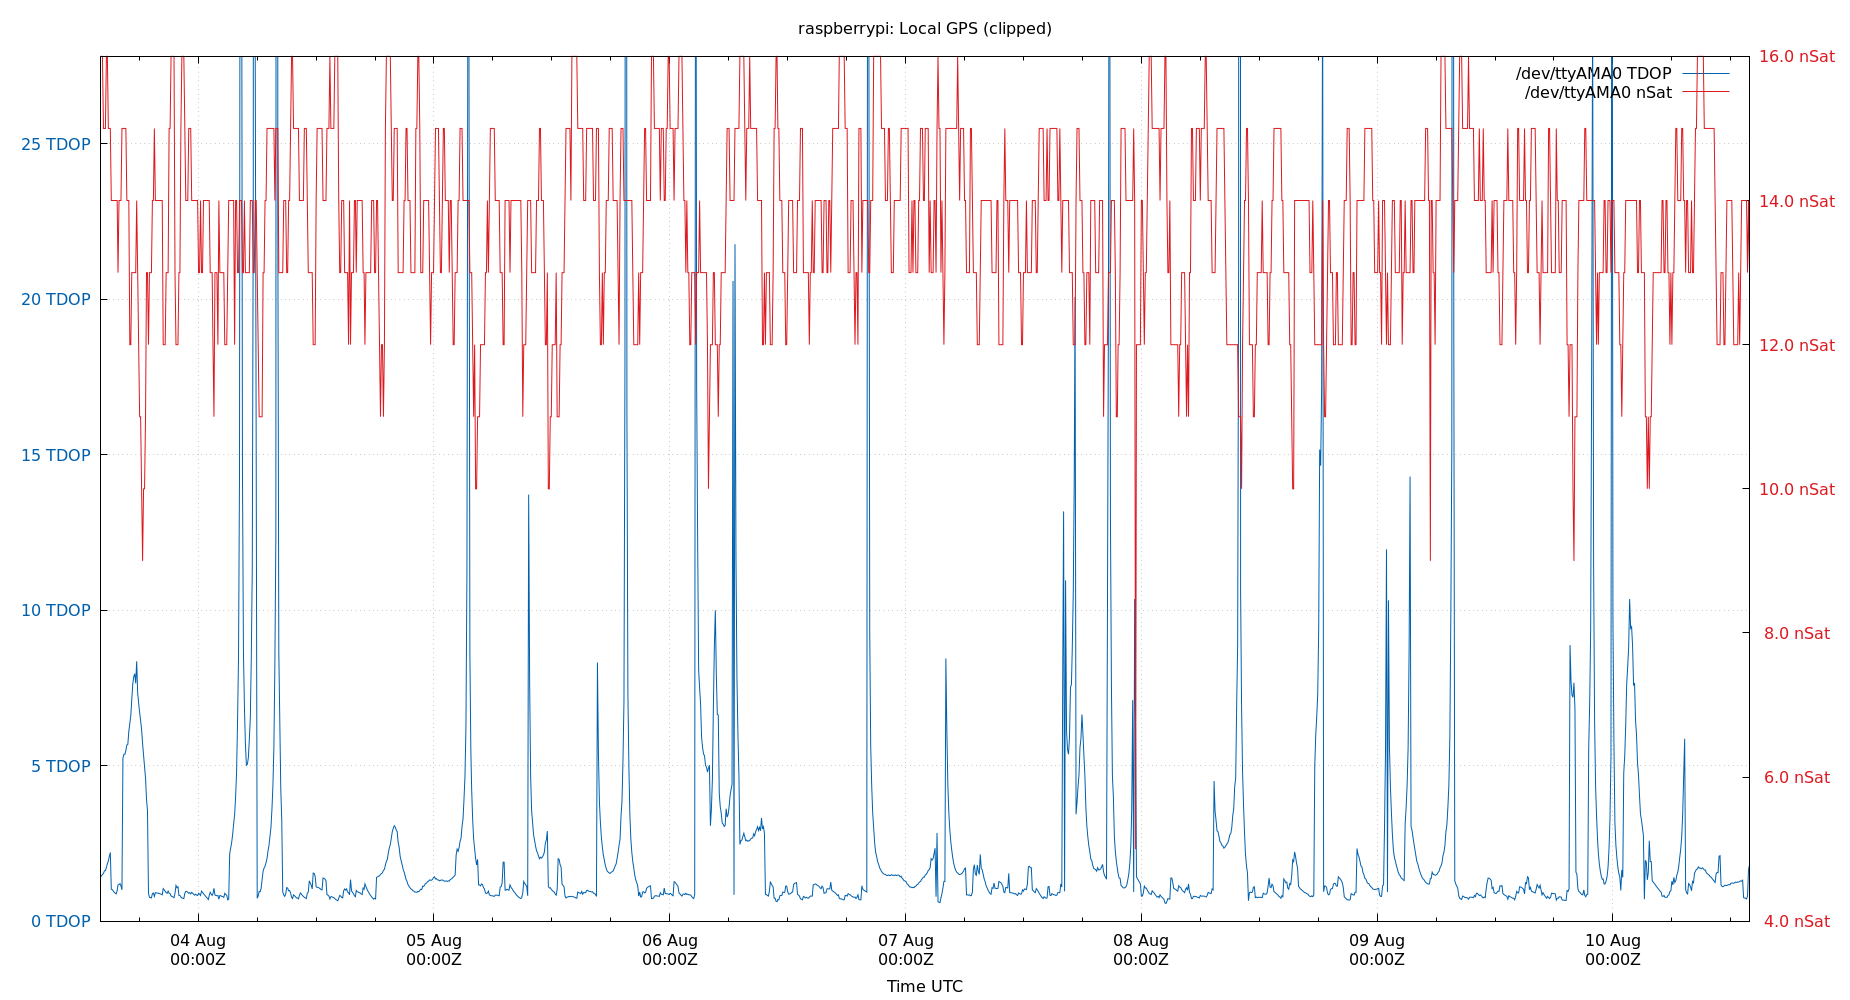 raspberrypi: Local GPS (clipped)
16.0 nSat
/dev/ttyAMA0 TDOP
/dev/ttyAMA0 nSat
25 TDOP
14.0 nSat
20 TDOP
12.0 nSat
15 TDOP
10.0 nSat
10 TDOP
8.0 nSat
5 TDOP
6.0 nSat
0 TDOP
4.0 nSat
04 Aug 05 Aug 06 Aug 07 Aug 08 Aug 09 Aug 10 Aug
00:00Z 00:00Z 00:00Z 00:00Z 00:00Z 00:00Z 00:00Z
Time UTC